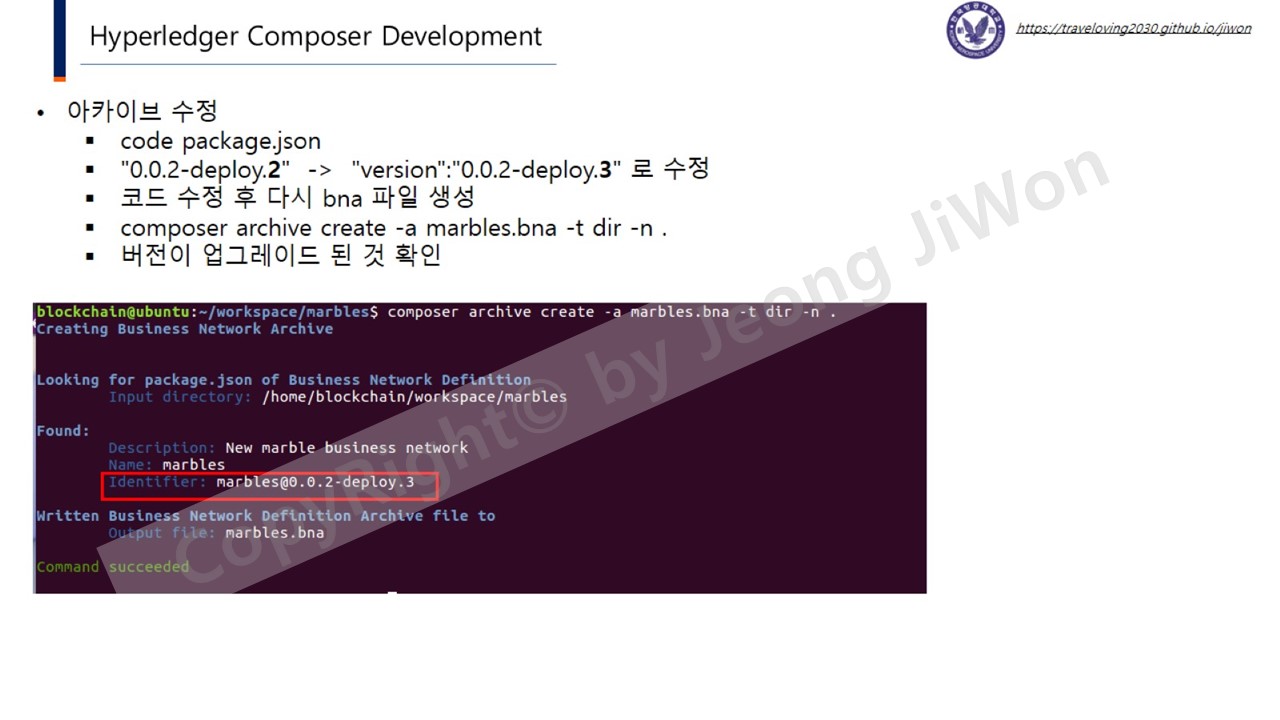 Hyperledger Composer Development
https://traveloving2030.github.io/jiwon
• 아카이브 수정
▪ code package.json
▪ "0.0.2-deploy.2" -> "version":"0.0.2-deploy.3" 로 수정
▪ 코드 수정 후 다시 bna 파일 생성
▪ composer archive create -a marbles.bna -t dir -n .
▪ 버전이 업그레이드 된 것 확인
blockchain@ubuntu:~/workspace/marbles$ composer archive create -a marbles.bna -t dir -n .
Creating Business Network Archive
Looking for package.json of Business Network Definition
Input directory: /home/blockchain/workspace/marbles
Found:
Description: New marble business network
Name: marbles
Identifier: marbles@0.0.2-deploy.3
Written Business Network Definition Archive file to
Output file: marbles.bna
Command succeeded
CopyRight© by Jeong JiWon